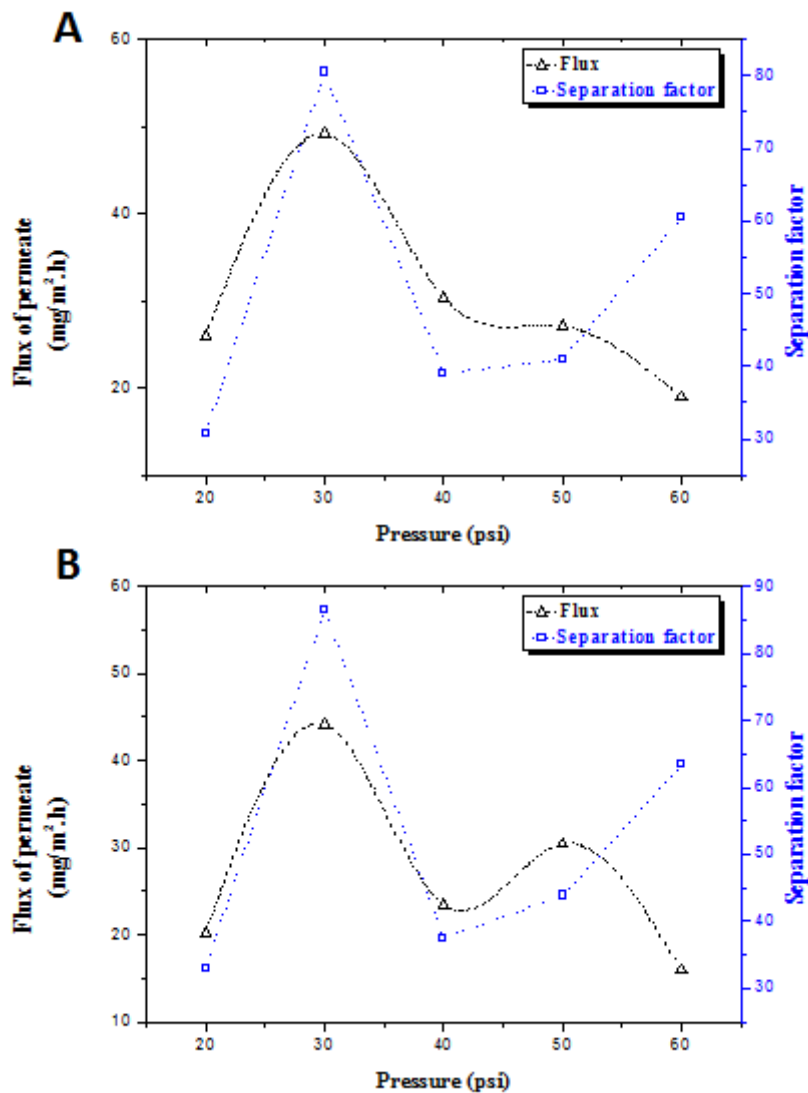 A
60
40
20
Flux of permeate
(mg/m².h)
Flux
Separation factor
80
70
60
50
40
30
Separation factor
20 30 40 50 60
Pressure (psi)
B
60
50
40
30
20
10
Flux of permeate
(mg/m².h)
Flux
Separation factor
90
80
70
60
50
40
30
Separation factor
20 30 40 50 60
Pressure (psi)